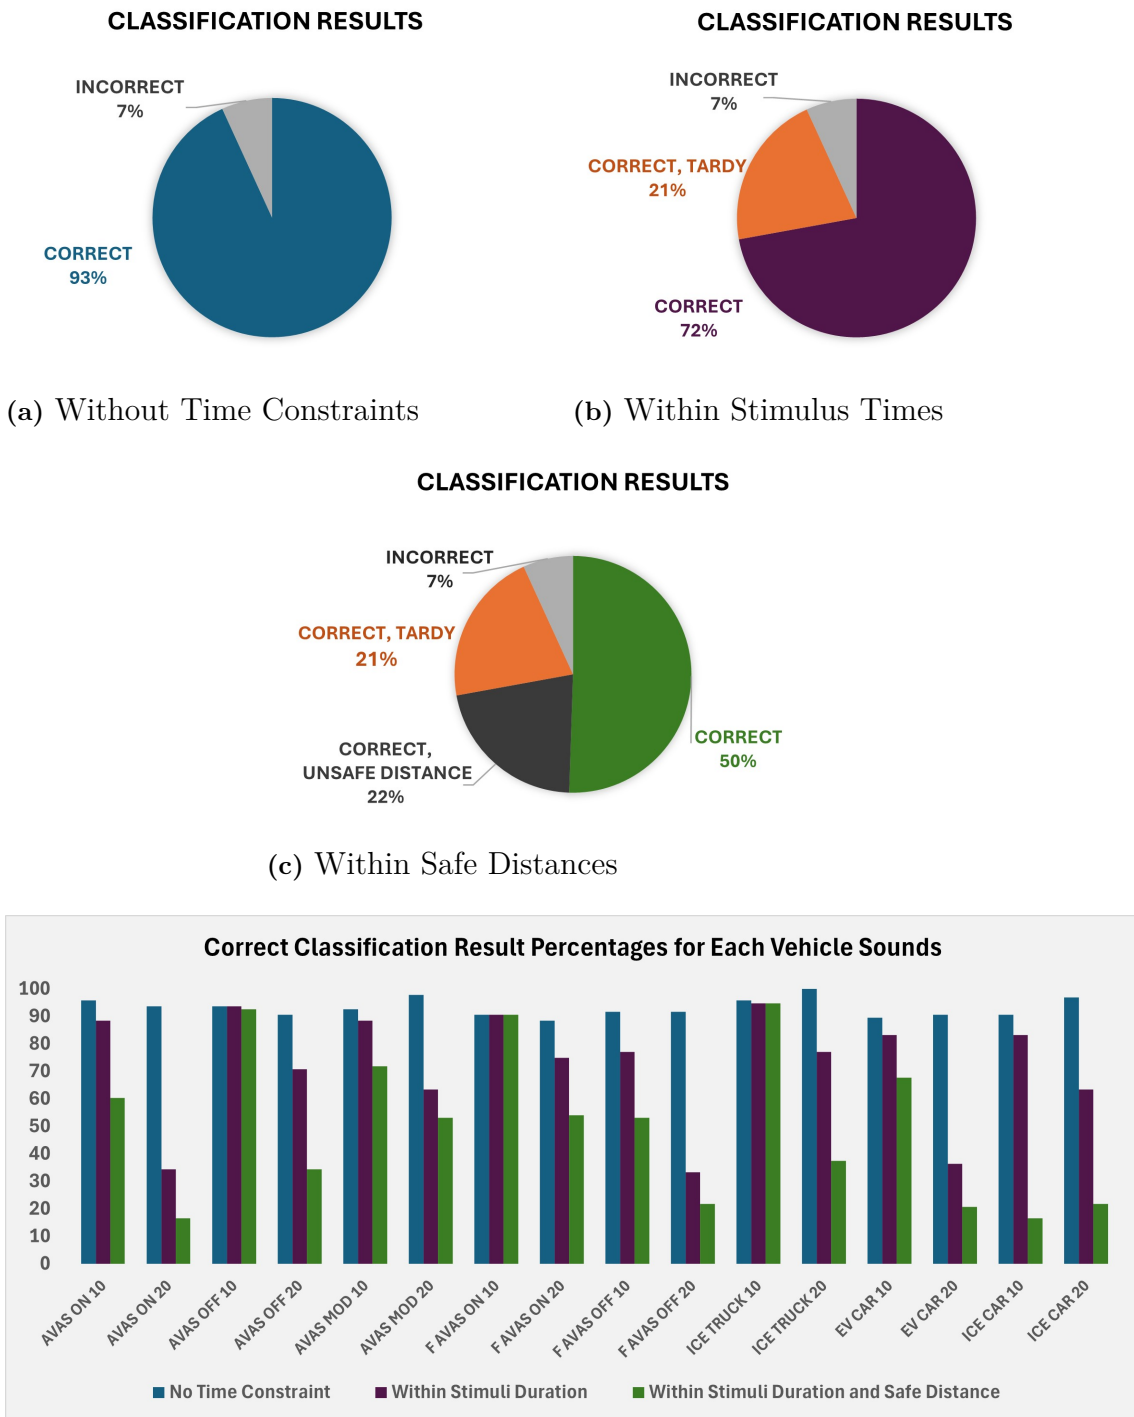 CLASSIFICATION RESULTS
INCORRECT
7%
CORRECT
93%
(a) Without Time Constraints
CLASSIFICATION RESULTS
INCORRECT
7%
CORRECT, TARDY
21%
CORRECT
72%
(b) Within Stimulus Times
CLASSIFICATION RESULTS
INCORRECT
7%
CORRECT, TARDY
21%
CORRECT,
UNSAFE DISTANCE
22%
CORRECT
50%
(c) Within Safe Distances
Correct Classification Result Percentages for Each Vehicle Sounds
100
90
80
70
60
50
40
30
20
10
0
AVAS ON 10
AVAS ON 20
AVAS OFF 10
AVAS OFF 20
AVAS MOD 10
AVAS MOD 20
F AVAS ON 10
F AVAS ON 20
F AVAS OFF 10
F AVAS OFF 20
ICE TRUCK 10
ICE TRUCK 20
EV CAR 10
EV CAR 20
ICE CAR 10
ICE CAR 20
No Time Constraint
Within Stimuli Duration
Within Stimuli Duration and Safe Distance